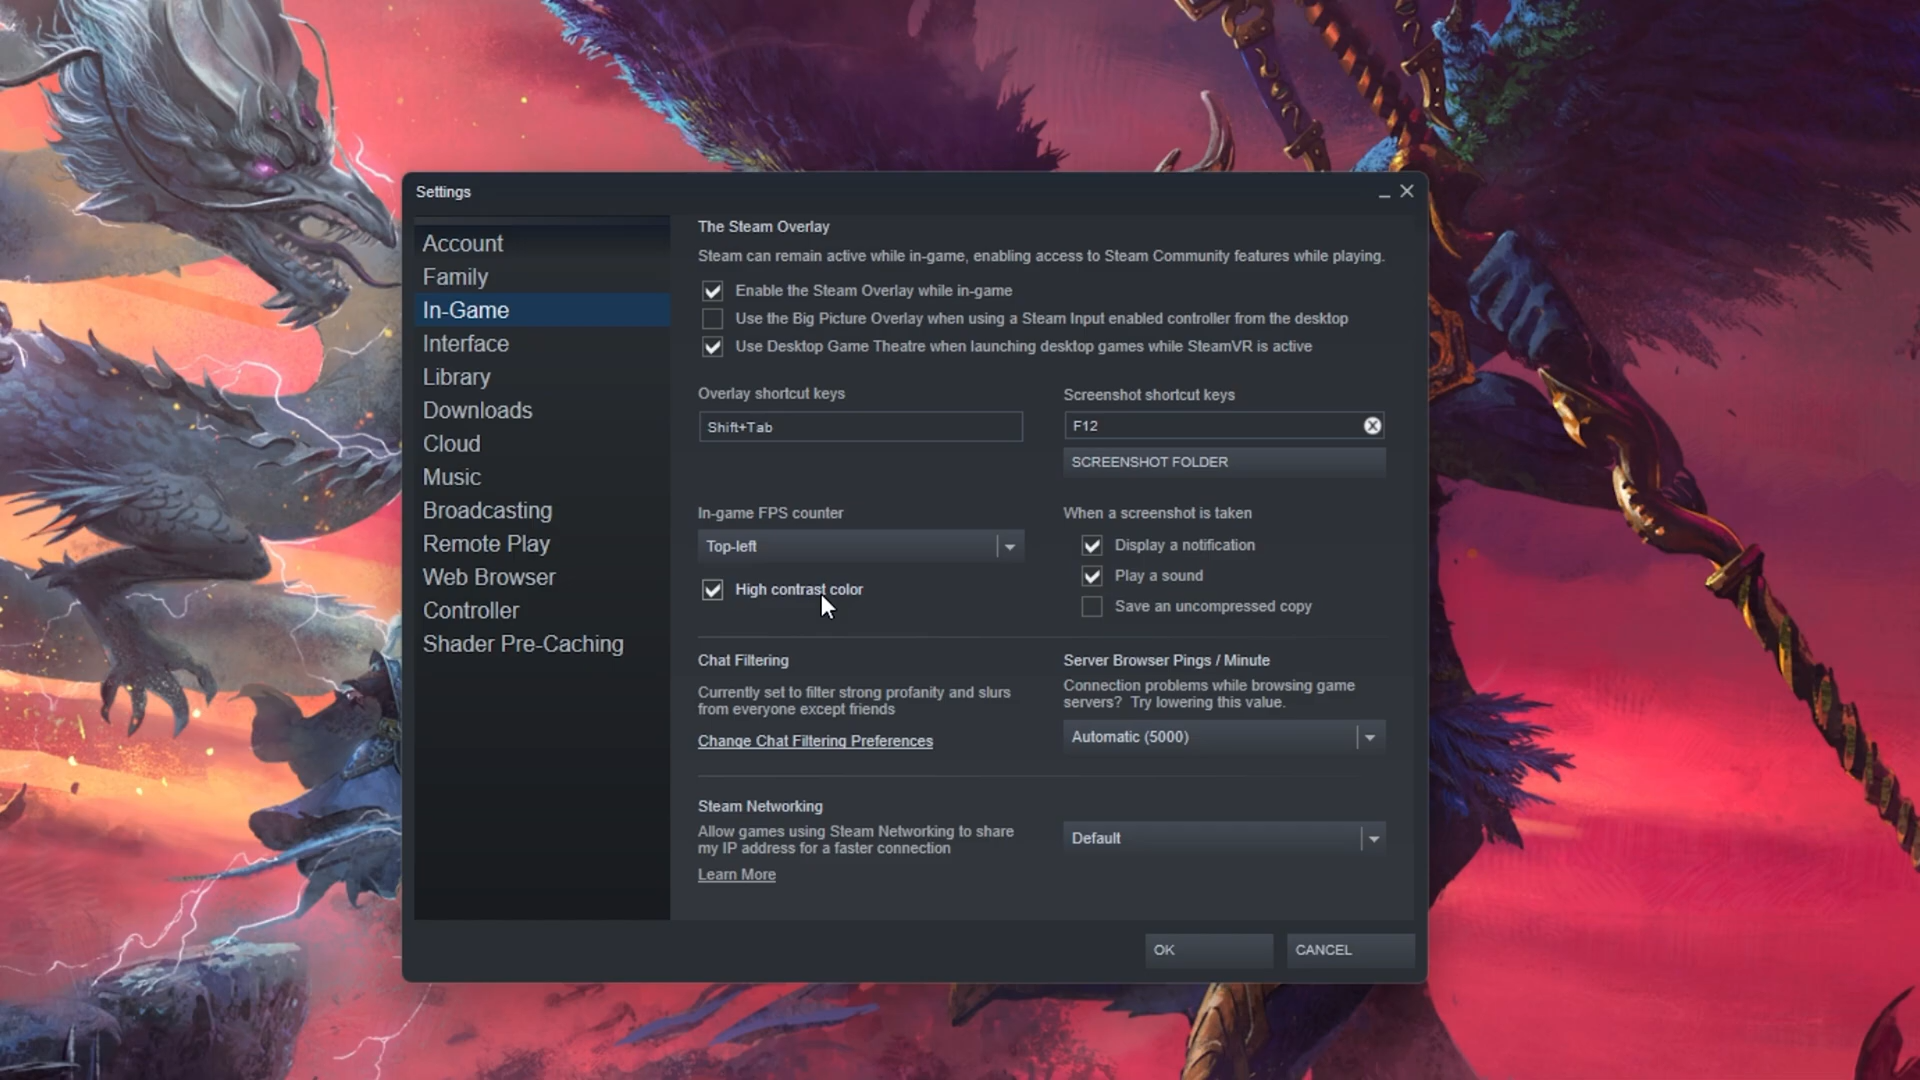 Settings
Account
Family
In-Game
Interface
Library
Downloads
Cloud
Music
Broadcasting
Remote Play
Web Browser
Controller
Shader Pre-Caching
The Steam Overlay
Steam can remain active while in-game, enabling access to Steam Community features while playing.
Enable the Steam Overlay while in-game
Use the Big Picture Overlay when using a Steam Input enabled controller from the desktop
Use Desktop Game Theatre when launching desktop games while SteamVR is active
Overlay shortcut keys
Shift+Tab
Screenshot shortcut keys
F12
SCREENSHOT FOLDER
In-game FPS counter
Top-left
High contrast color
When a screenshot is taken
Display a notification
Play a sound
Save an uncompressed copy
Chat Filtering
Currently set to filter strong profanity and slurs
from everyone except friends
Change Chat Filtering Preferences
Server Browser Pings / Minute
Connection problems while browsing game
servers? Try lowering this value.
Automatic (5000)
Steam Networking
Allow games using Steam Networking to share
my IP address for a faster connection
Learn More
Default
OK
CANCEL